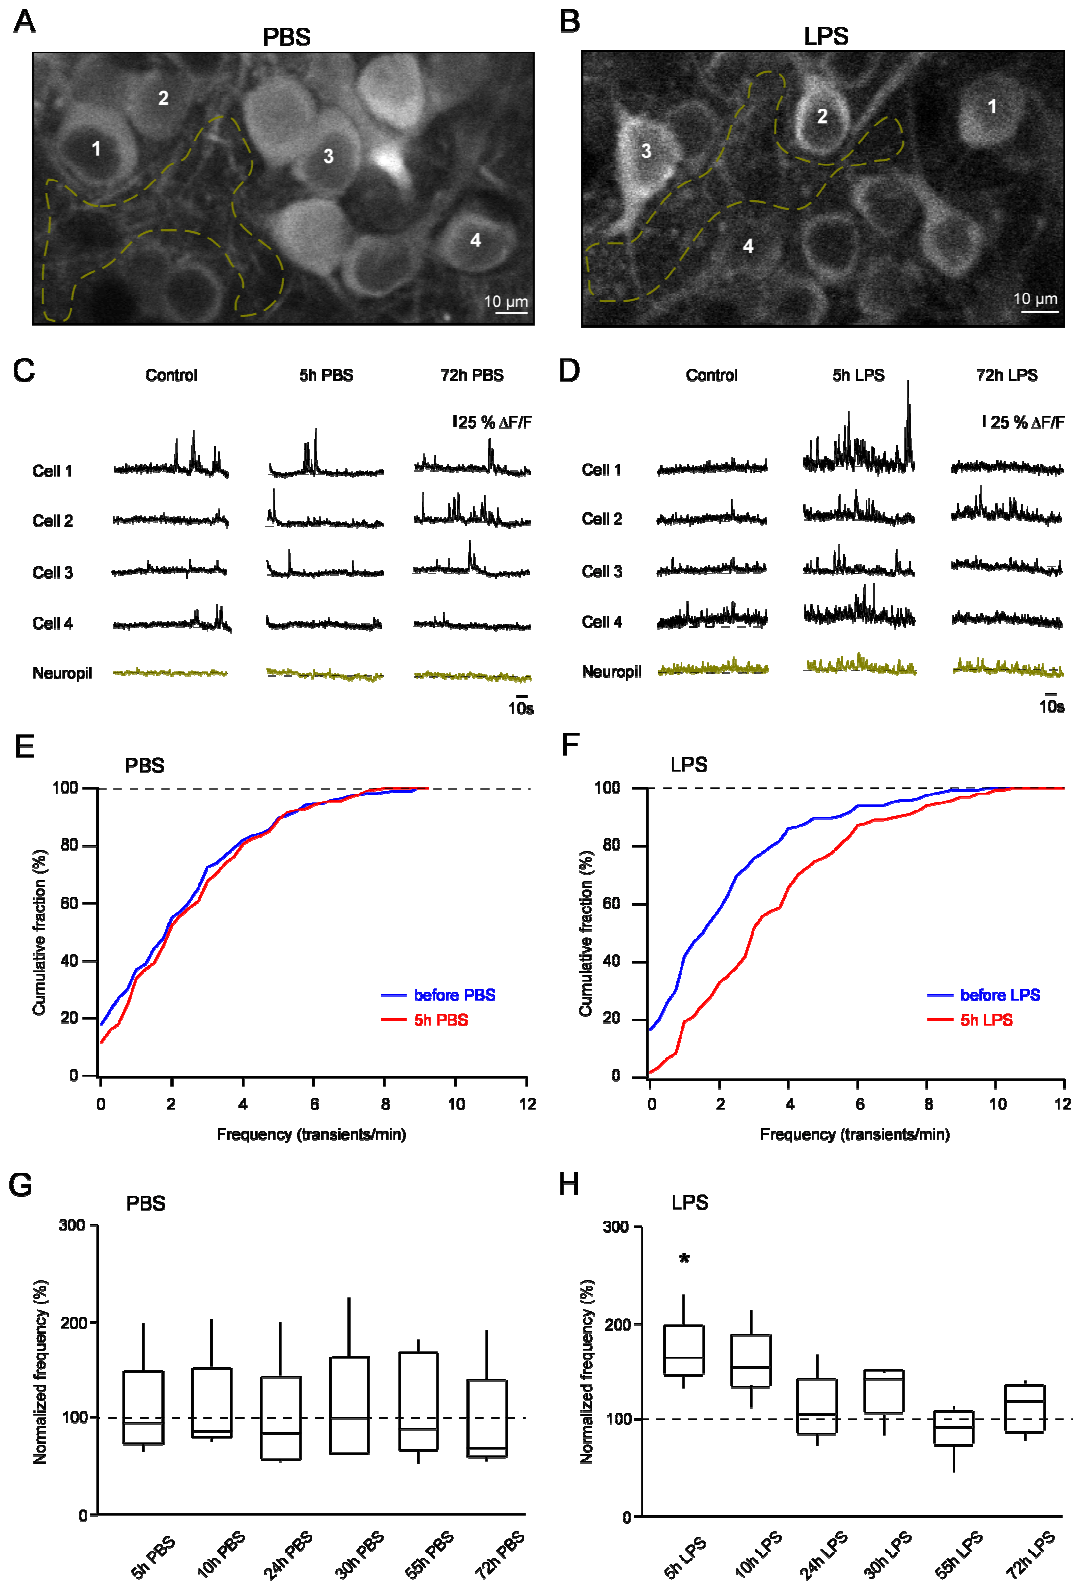 A
PBS
B
LPS
1
2
3
4
10 µm
1
2
3
4
10 µm
C
Control
5h PBS
72h PBS
25 % ΔF/F
Cell 1
Cell 2
Cell 3
Cell 4
Neuropil
10s
D
Control
5h LPS
72h LPS
25 % ΔF/F
Cell 1
Cell 2
Cell 3
Cell 4
Neuropil
10s
E
PBS
Cumulative fraction (%)
100
80
60
40
20
0
before PBS
5h PBS
0 2 4 6 8 10 12
Frequency (transients/min)
F
LPS
Cumulative fraction (%)
100
80
60
40
20
0
before LPS
5h LPS
0 2 4 6 8 10 12
Frequency (transients/min)
G
PBS
Normalized frequency (%)
300
200
100
0
5h PBS
10h PBS
24h PBS
30h PBS
55h PBS
72h PBS
H
LPS
Normalized frequency (%)
300
200
100
0
*
5h LPS
10h LPS
24h LPS
30h LPS
55h LPS
72h LPS